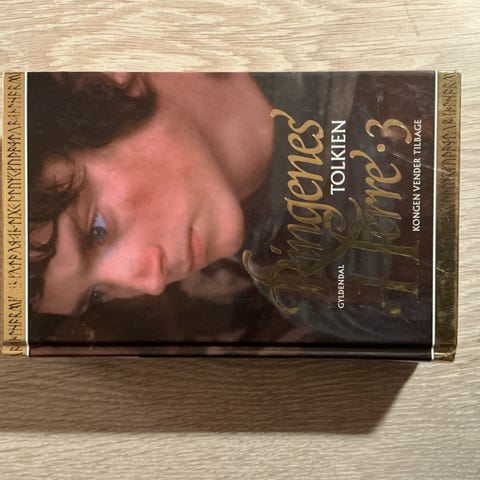 Ringenes
TOLKIEN
Herre·3
GYLDENDAL
KONGEN VENDER TILBAGE